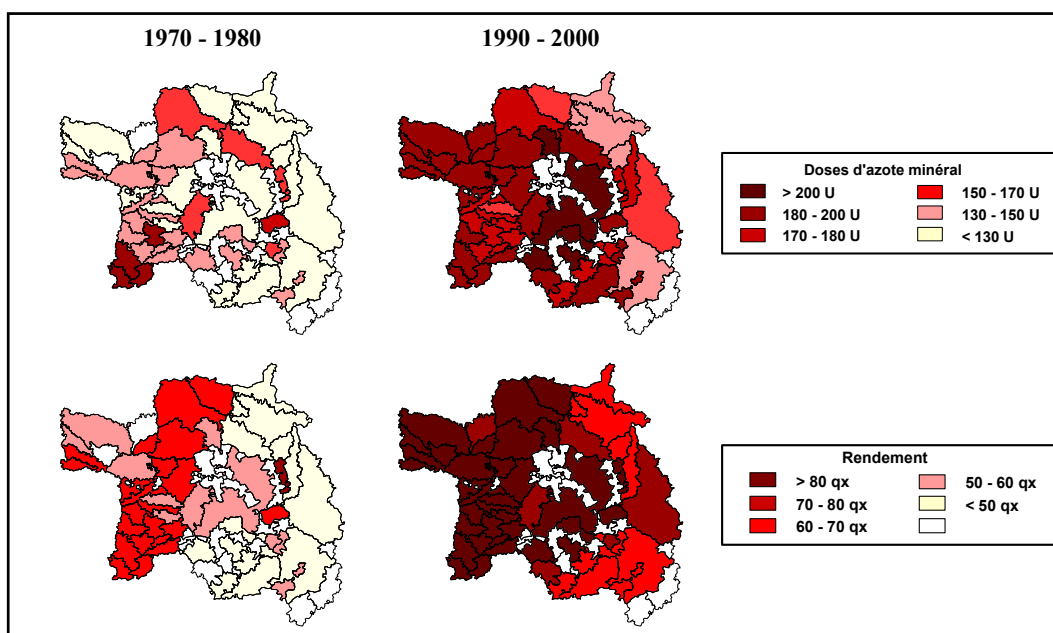 1970 - 1980
1990 - 2000
Doses d'azote minéral
> 200 U
150 - 170 U
180 - 200 U
130 - 150 U
170 - 180 U
< 130 U
Rendement
> 80 qx
50 - 60 qx
70 - 80 qx
< 50 qx
60 - 70 qx